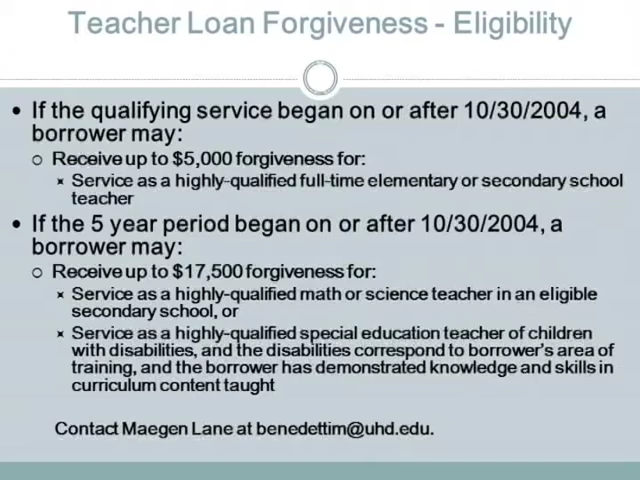 Teacher Loan Forgiveness - Eligibility
• If the qualifying service began on or after 10/30/2004, a
borrower may:
○ Receive up to $5,000 forgiveness for:
× Service as a highly-qualified full-time elementary or secondary school
teacher
• If the 5 year period began on or after 10/30/2004, a
borrower may:
○ Receive up to $17,500 forgiveness for:
× Service as a highly-qualified math or science teacher in an eligible
secondary school, or
× Service as a highly-qualified special education teacher of children
with disabilities, and the disabilities correspond to borrower's area of
training, and the borrower has demonstrated knowledge and skills in
curriculum content taught
Contact Maegen Lane at benedettim@uhd.edu.